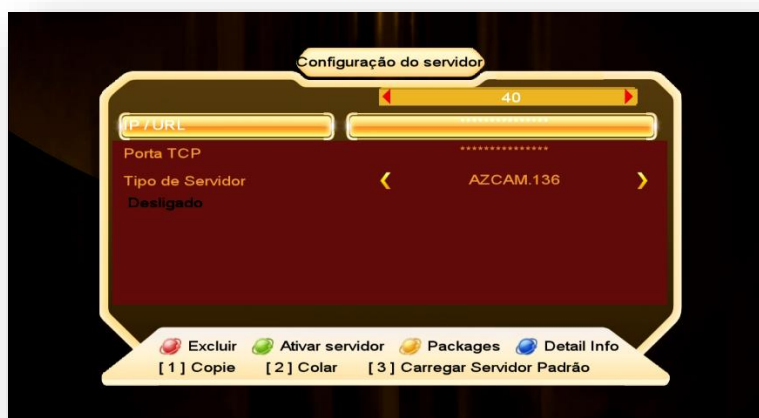 Configuração do servidor
40
IP / URL ***************
Porta TCP ***************
Tipo de Servidor AZCAM.136
Desligado
Excluir Ativar servidor Packages Detail Info
[ 1 ] Copie [ 2 ] Colar [ 3 ] Carregar Servidor Padrão